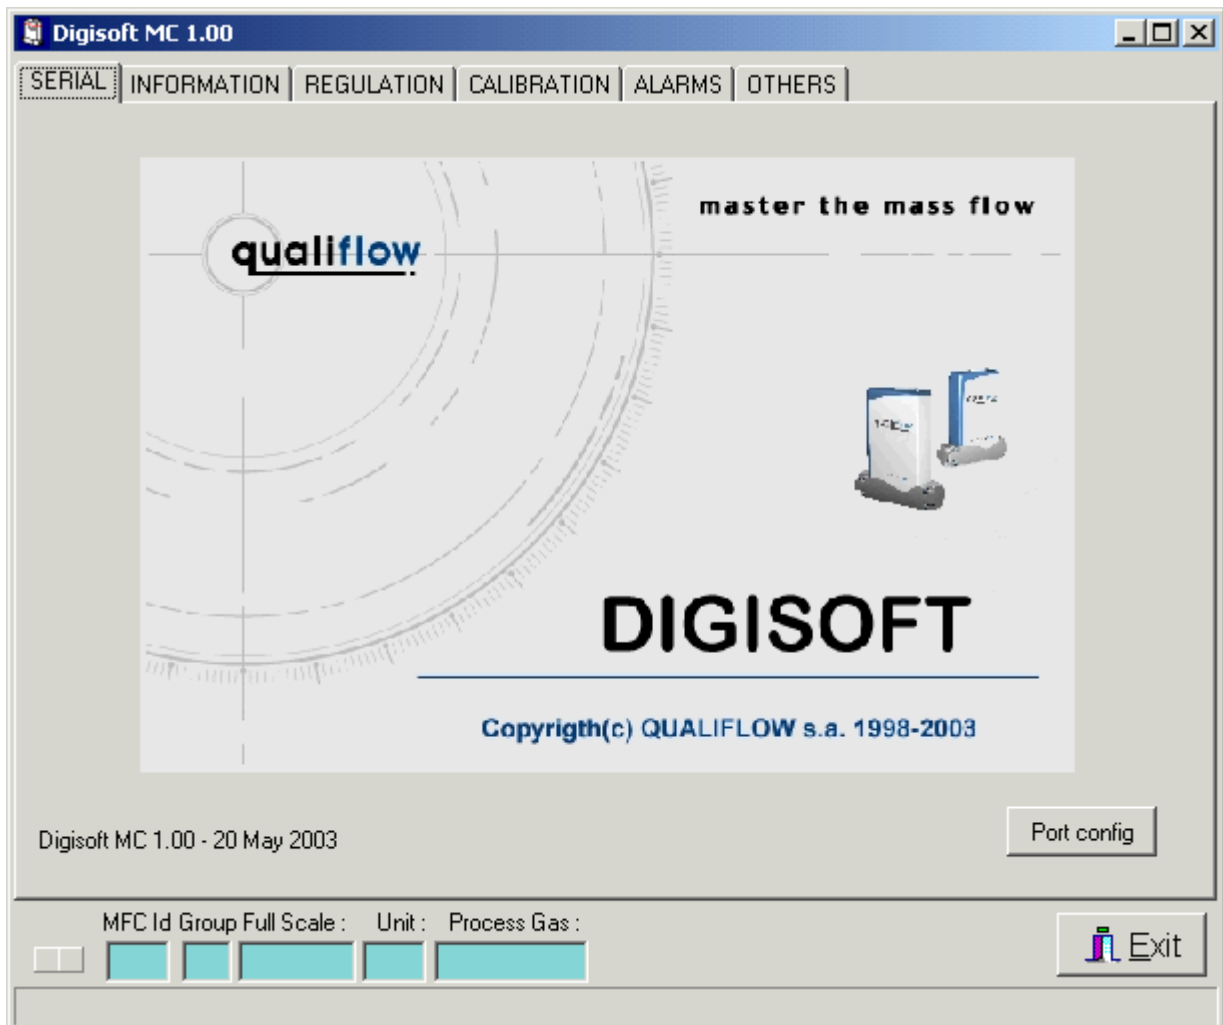 Digisoft MC 1.00
SERIAL INFORMATION REGULATION CALIBRATION ALARMS OTHERS
master the mass flow
qualiflow
DIGISOFT
Copyrigth(c) QUALIFLOW s.a. 1998-2003
Port config
Digisoft MC 1.00 - 20 May 2003
MFC Id Group Full Scale : Unit : Process Gas :
Exit